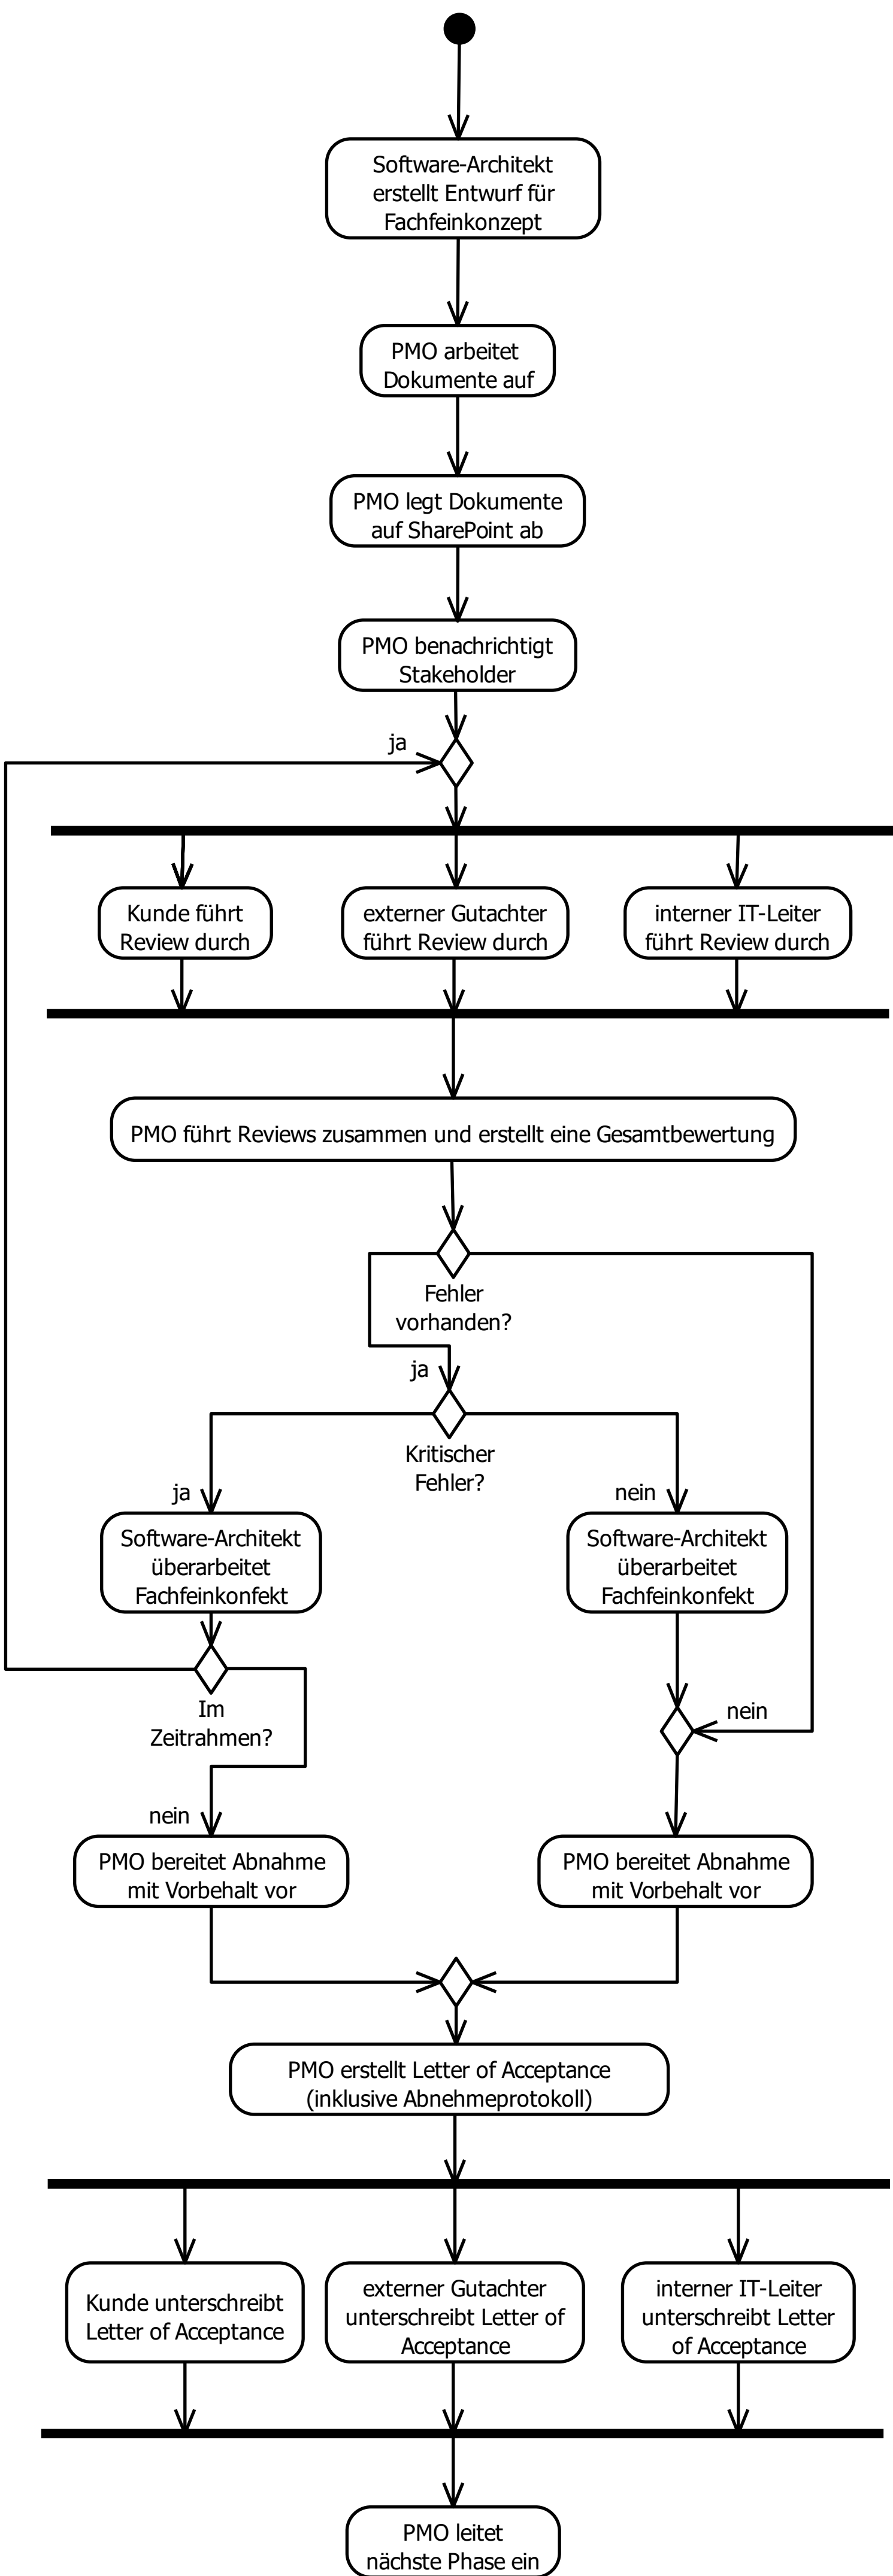 Software-Architekt
erstellt Entwurf für
Fachfeinkonzept
PMO arbeitet
Dokumente auf
PMO legt Dokumente
auf SharePoint ab
PMO benachrichtigt
Stakeholder
ja
Kunde führt
Review durch
externer Gutachter
führt Review durch
interner IT-Leiter
führt Review durch
PMO führt Reviews zusammen und erstellt eine Gesamtbewertung
Fehler
vorhanden?
ja
Kritischer
Fehler?
ja
nein
Software-Architekt
überarbeitet
Fachfeinkonfekt
Software-Architekt
überarbeitet
Fachfeinkonfekt
Im
Zeitrahmen?
nein
nein
PMO bereitet Abnahme
mit Vorbehalt vor
PMO bereitet Abnahme
mit Vorbehalt vor
PMO erstellt Letter of Acceptance
(inklusive Abnehmeprotokoll)
Kunde unterschreibt
Letter of Acceptance
externer Gutachter
unterschreibt Letter of
Acceptance
interner IT-Leiter
unterschreibt Letter
of Acceptance
PMO leitet
nächste Phase ein